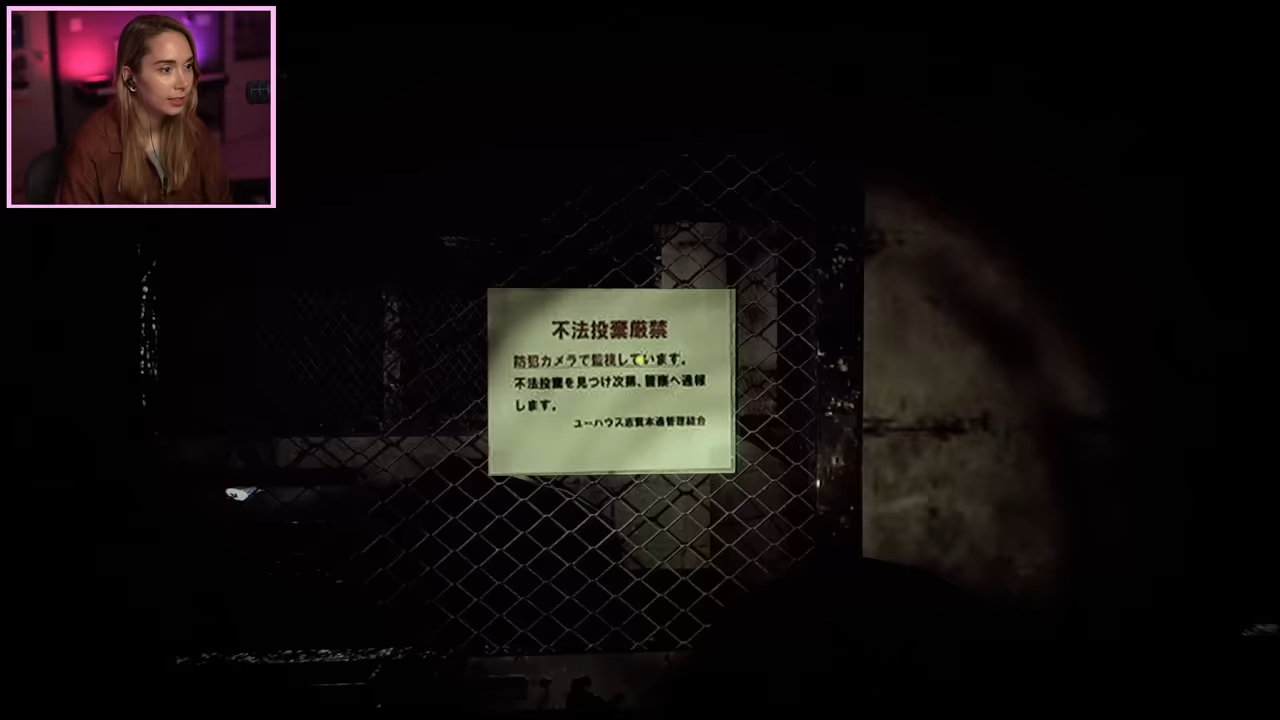 不法投棄厳禁
防犯カメラで監視しています。
不法投棄を見つけ次第、警察へ通報
します。
ユーハウス志賀本通管理組合